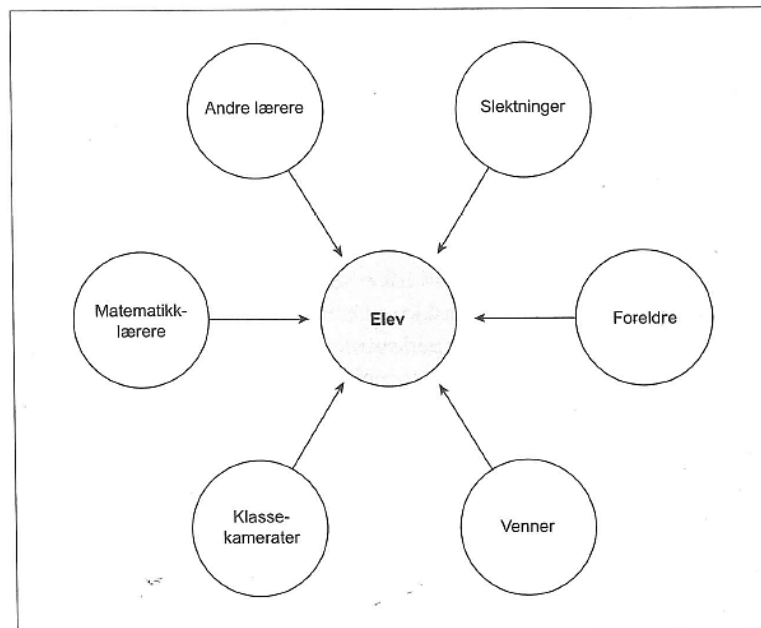 Andre lærere
Slektninger
Matematikk-
lærere
Elev
Foreldre
Klasse-
kamerater
Venner